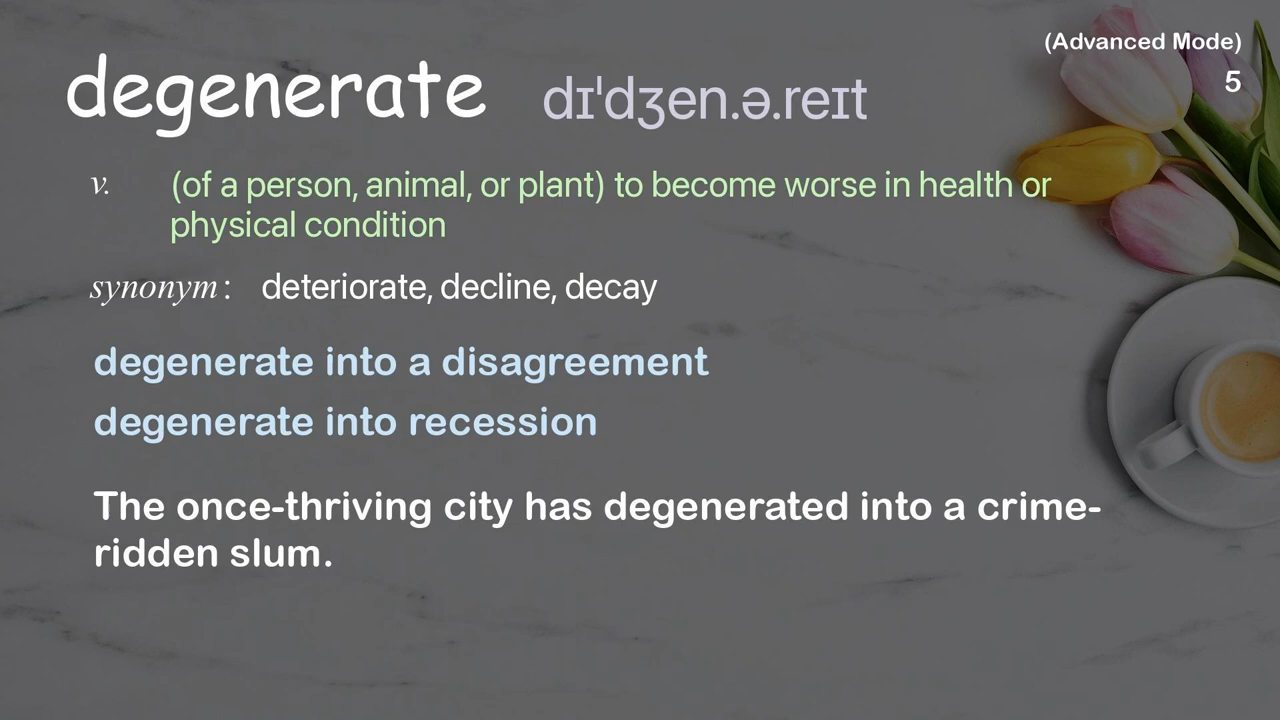 (Advanced Mode)
5
degenerate dɪˈdʒen.ə.reɪt
v. (of a person, animal, or plant) to become worse in health or
physical condition
synonym: deteriorate, decline, decay
degenerate into a disagreement
degenerate into recession
The once-thriving city has degenerated into a crime-
ridden slum.